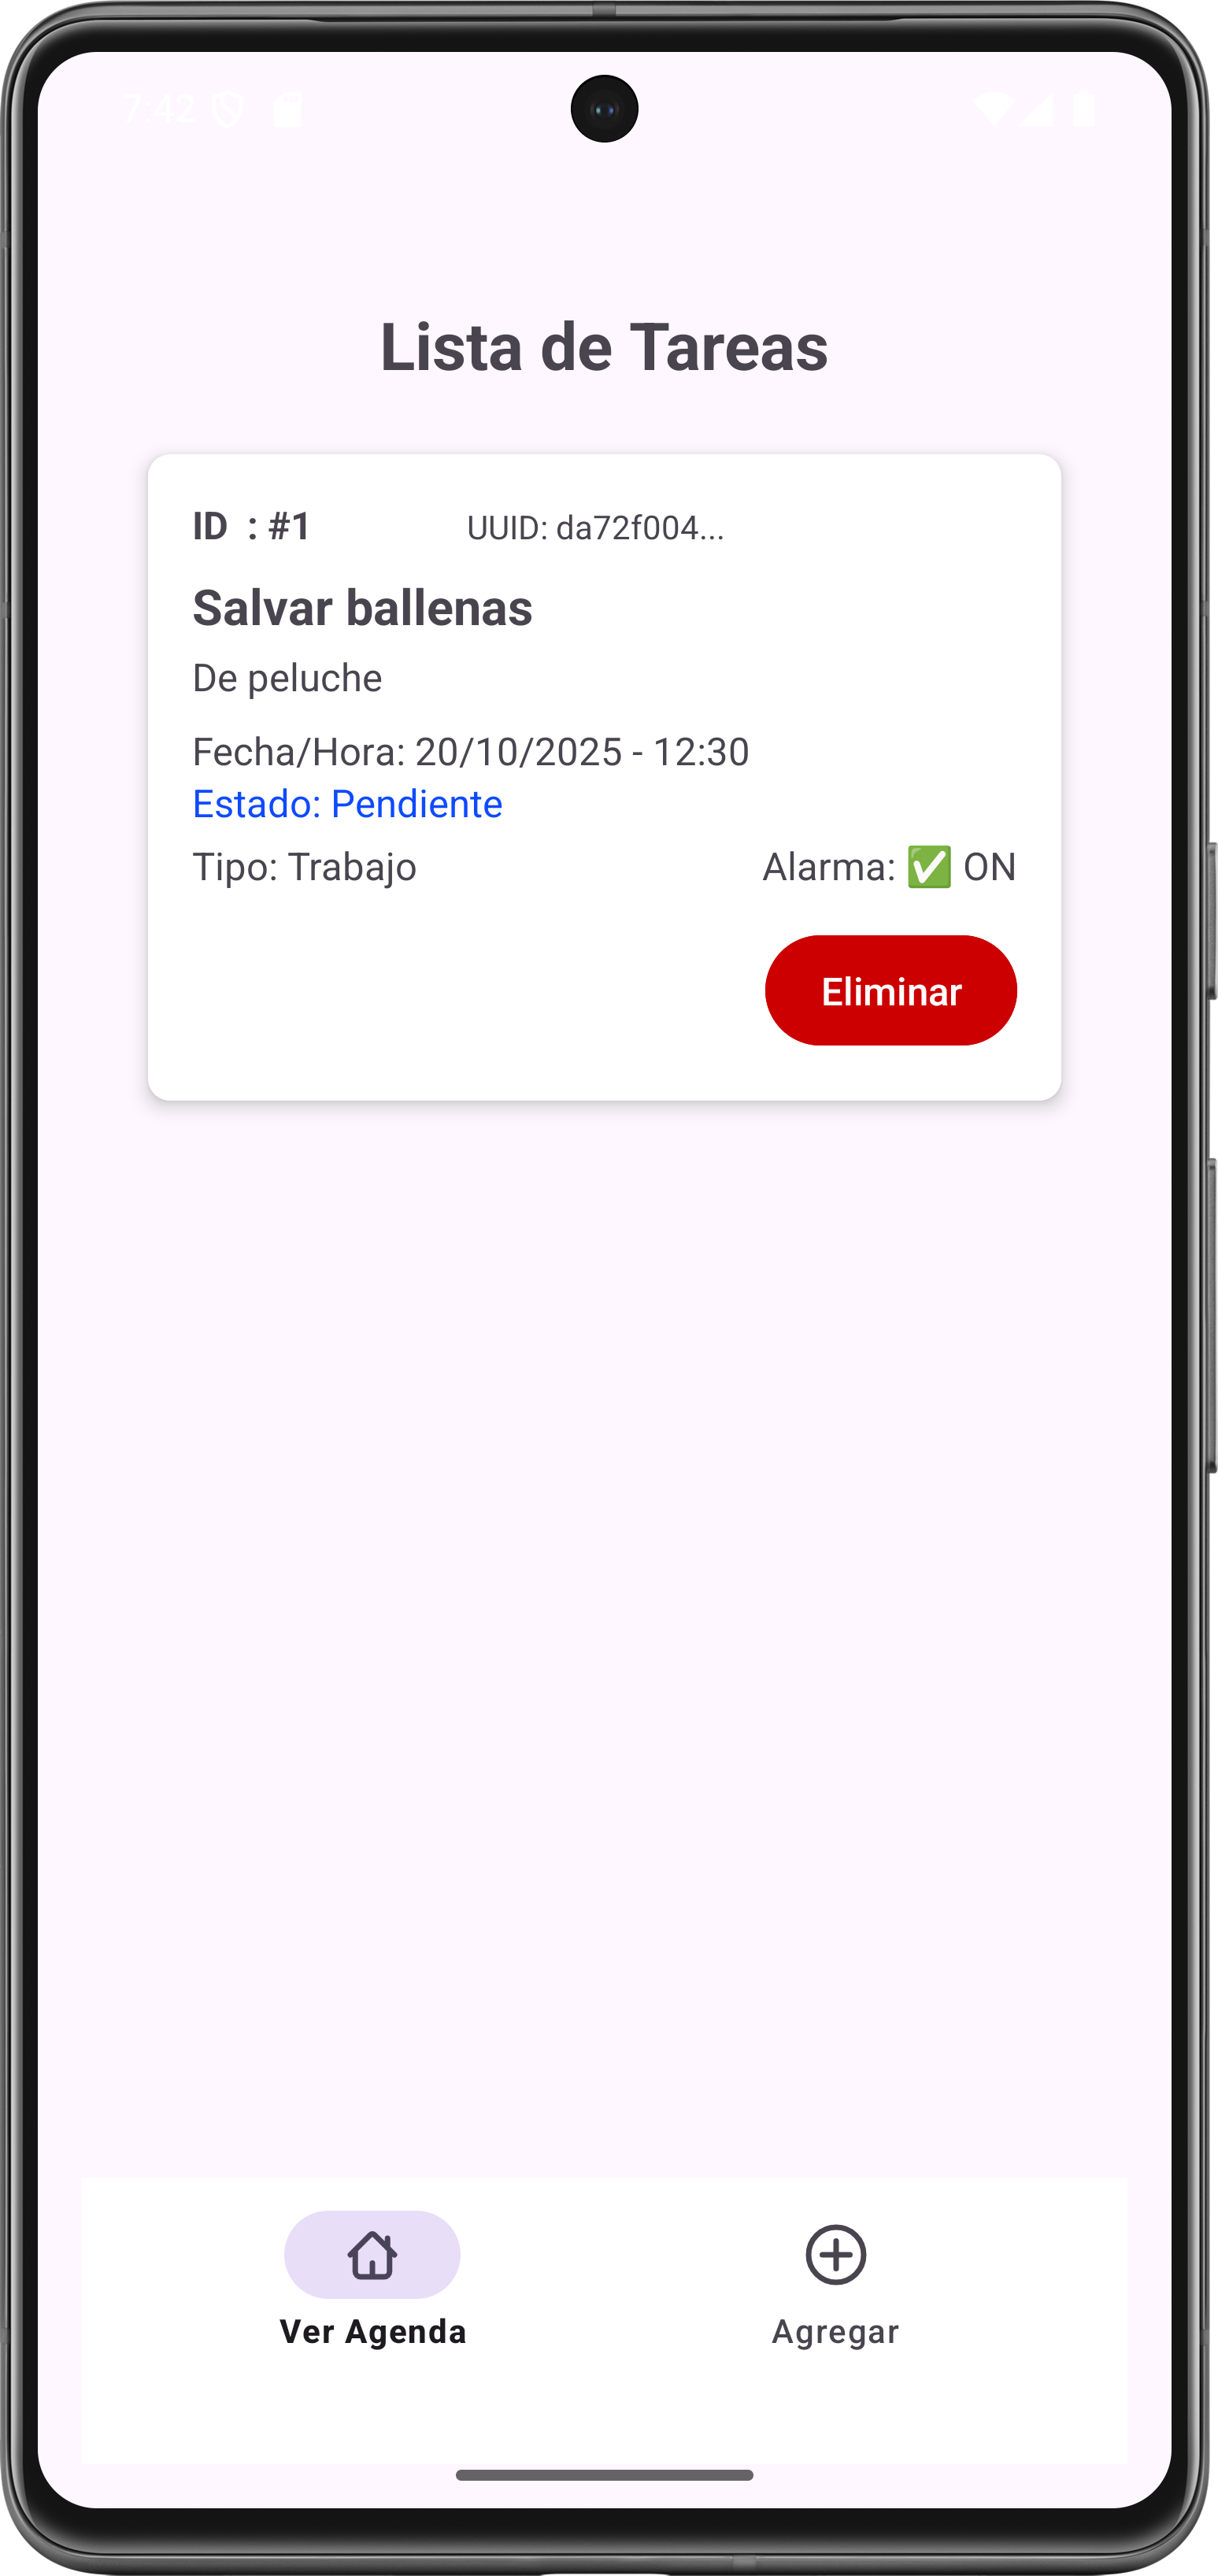 7:42
Lista de Tareas
ID  : #1 UUID: da72f004...
Salvar ballenas
De peluche
Fecha/Hora: 20/10/2025 - 12:30
Estado: Pendiente
Tipo: Trabajo Alarma: ✅ ON
Eliminar
Ver Agenda Agregar